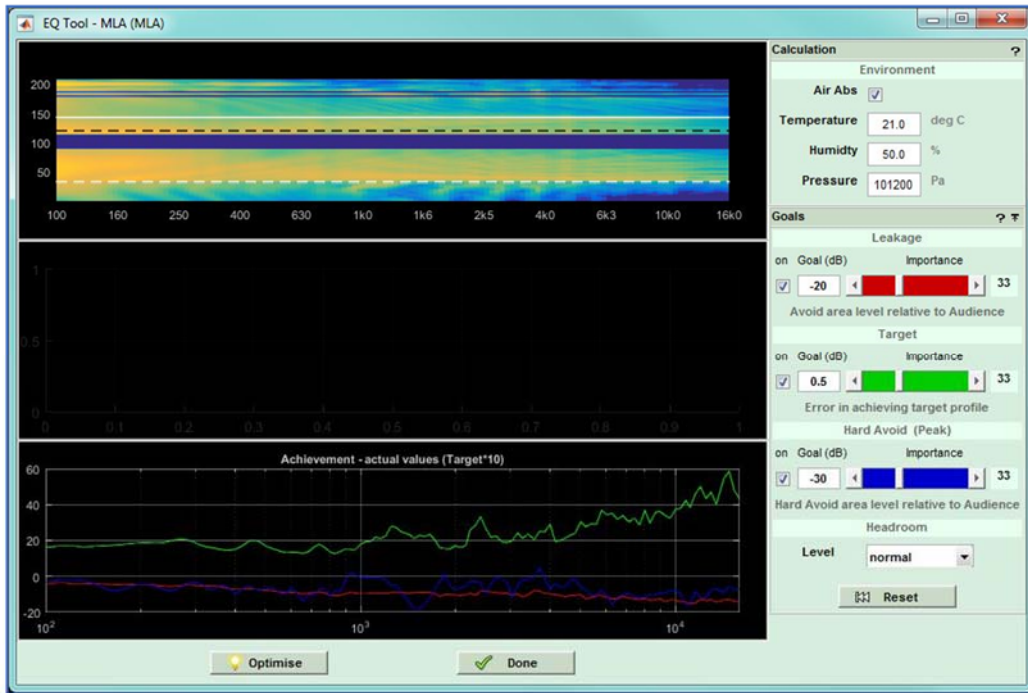 EQ Tool - MLA (MLA)
200
150
100
50
100 160 250 400 630 1k0 1k6 2k5 4k0 6k3 10k0 16k0
1
0.5
0
0 0.1 0.2 0.3 0.4 0.5 0.6 0.7 0.8 0.9 1
Achievement - actual values (Target*10)
60
40
20
0
-20
10² 10³ 10⁴
Optimise Done
Calculation ?
Environment
Air Abs
Temperature 21.0 deg C
Humidty 50.0 %
Pressure 101200 Pa
Goals ?
Leakage
on Goal (dB) Importance
-20 33
Avoid area level relative to Audience
Target
on Goal (dB) Importance
0.5 33
Error in achieving target profile
Hard Avoid (Peak)
on Goal (dB) Importance
-30 33
Hard Avoid area level relative to Audience
Headroom
Level normal
Reset